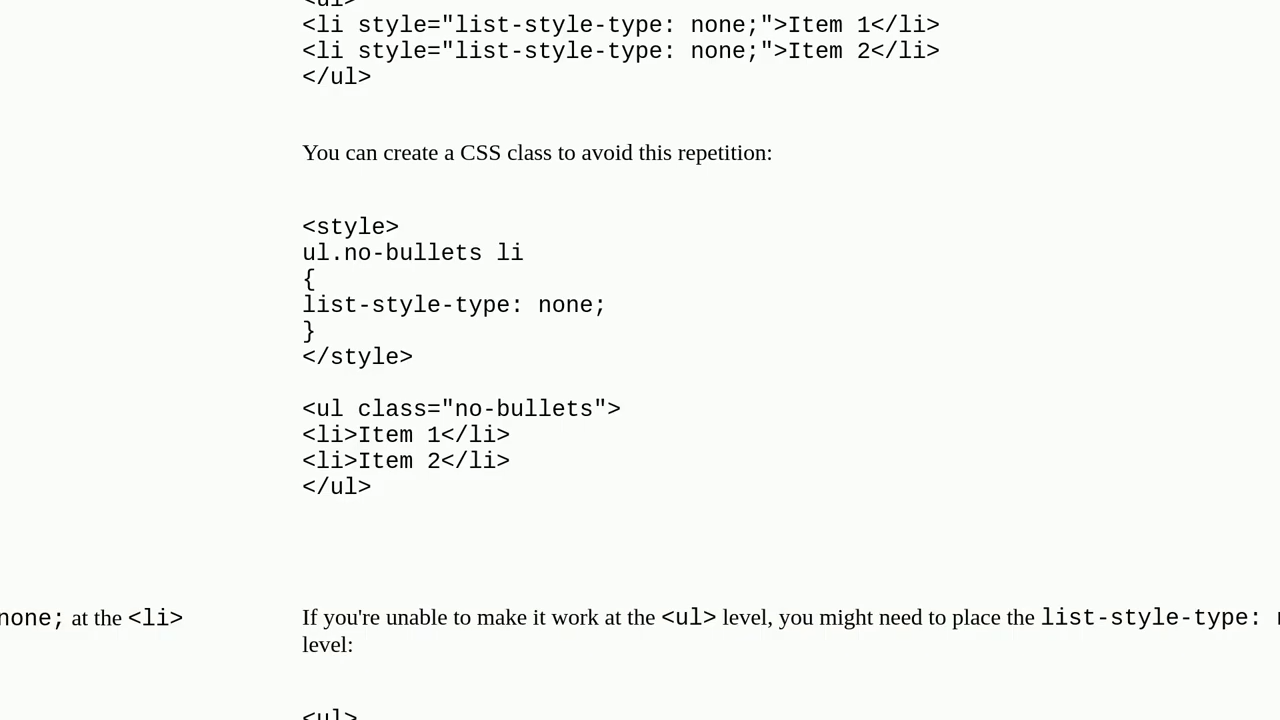 <ul>
<li style="list-style-type: none;">Item 1</li>
<li style="list-style-type: none;">Item 2</li>
</ul>
You can create a CSS class to avoid this repetition:
<style>
ul.no-bullets li
{
list-style-type: none;
}
</style>
<ul class="no-bullets">
<li>Item 1</li>
<li>Item 2</li>
</ul>
none; at the <li>
If you're unable to make it work at the <ul> level, you might need to place the list-style-type:
level:
<ul>